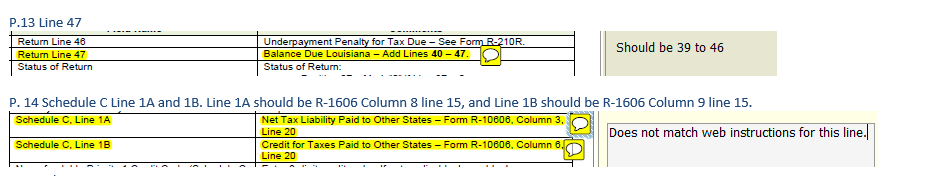 P.13 Line 47
Return Line 46 Underpayment Penalty for Tax Due – See Form R-210R.
Return Line 47 Balance Due Louisiana – Add Lines 40 – 47.
Should be 39 to 46
Status of Return Status of Return:
P. 14 Schedule C Line 1A and 1B. Line 1A should be R-1606 Column 8 line 15, and Line 1B should be R-1606 Column 9 line 15.
Schedule C, Line 1A Net Tax Liability Paid to Other States – Form R-10606, Column 3,
Line 20
Does not match web instructions for this line.
Schedule C, Line 1B Credit for Taxes Paid to Other States – Form R-10606, Column 6,
Line 20